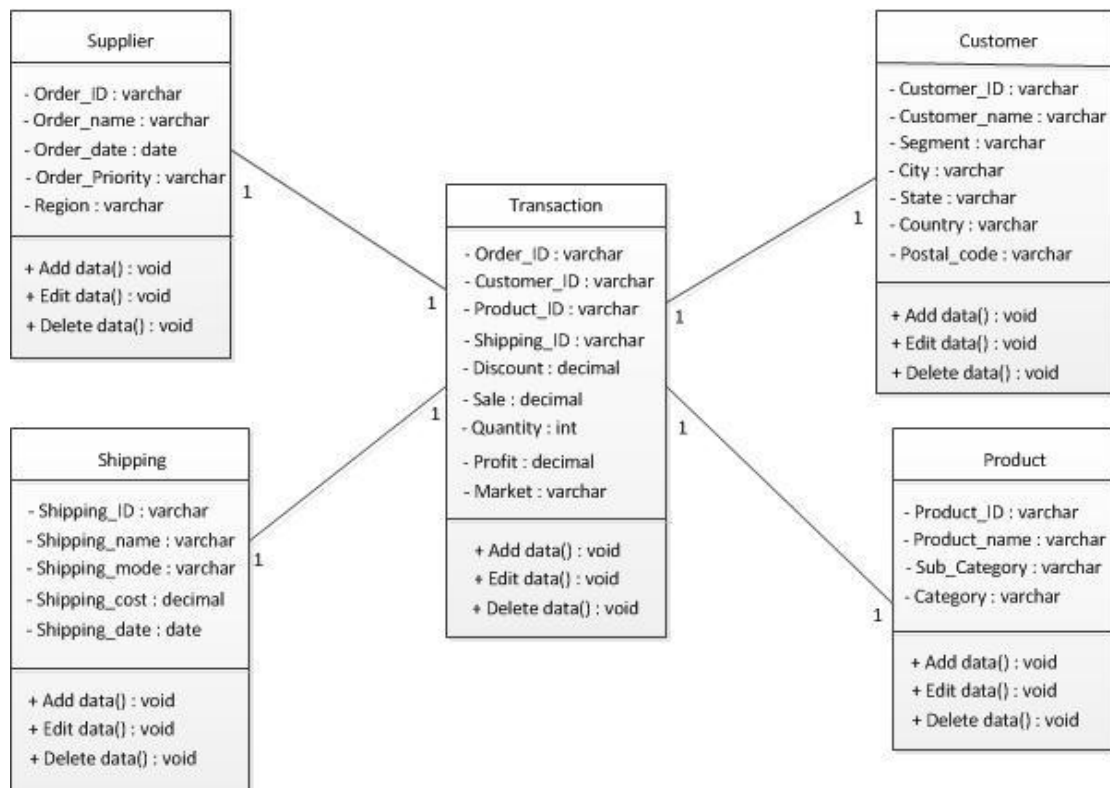 Supplier
- Order_ID : varchar
- Order_name : varchar
- Order_date : date
- Order_Priority : varchar
- Region : varchar
+ Add data() : void
+ Edit data() : void
+ Delete data() : void
1
1
Customer
- Customer_ID : varchar
- Customer_name : varchar
- Segment : varchar
- City : varchar
- State : varchar
- Country : varchar
- Postal_code : varchar
+ Add data() : void
+ Edit data() : void
+ Delete data() : void
1
1
Transaction
- Order_ID : varchar
- Customer_ID : varchar
- Product_ID : varchar
- Shipping_ID : varchar
- Discount : decimal
- Sale : decimal
- Quantity : int
- Profit : decimal
- Market : varchar
+ Add data() : void
+ Edit data() : void
+ Delete data() : void
Shipping
- Shipping_ID : varchar
- Shipping_name : varchar
- Shipping_mode : varchar
- Shipping_cost : decimal
- Shipping_date : date
+ Add data() : void
+ Edit data() : void
+ Delete data() : void
1
1
Product
- Product_ID : varchar
- Product_name : varchar
- Sub_Category : varchar
- Category : varchar
+ Add data() : void
+ Edit data() : void
+ Delete data() : void
1
1